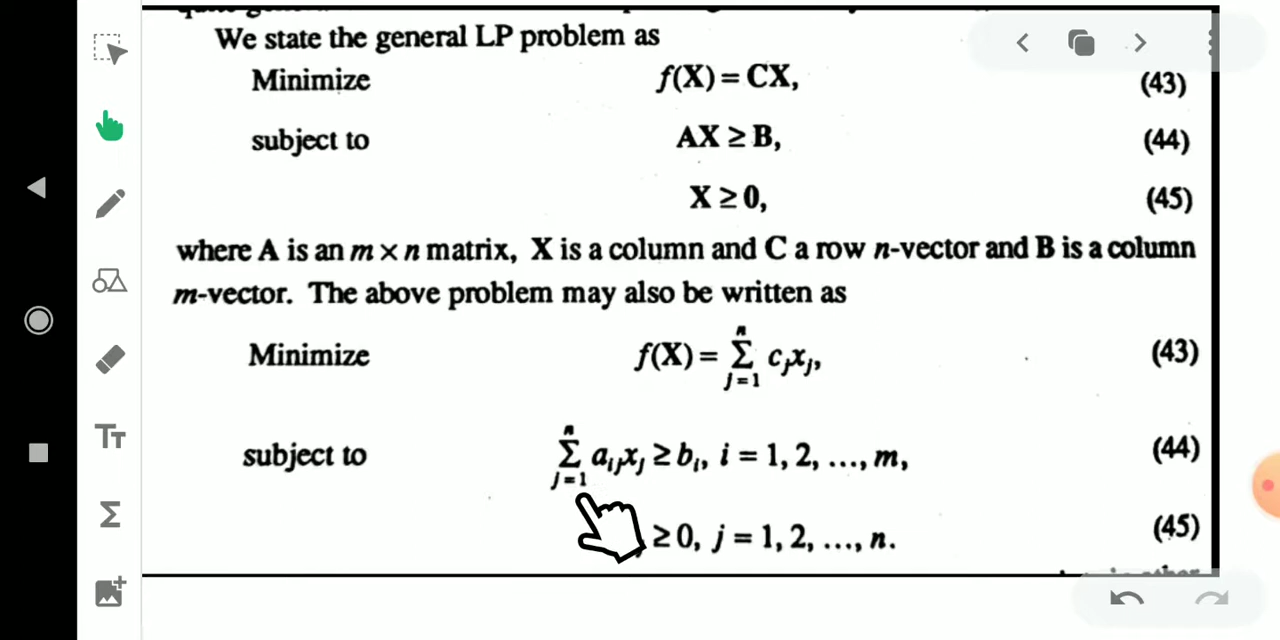 We state the general LP problem as
Minimize f(X) = CX, (43)
subject to AX ≥ B, (44)
X ≥ 0, (45)
where A is an m × n matrix, X is a column and C a row n-vector and B is a column
m-vector. The above problem may also be written as
Minimize f(X) = Σ_{j=1}^{n} c_j x_j, (43)
subject to Σ_{j=1}^{n} a_{ij} x_j ≥ b_i, i = 1, 2, ..., m, (44)
≥ 0, j = 1, 2, ..., n. (45)
TT
Σ